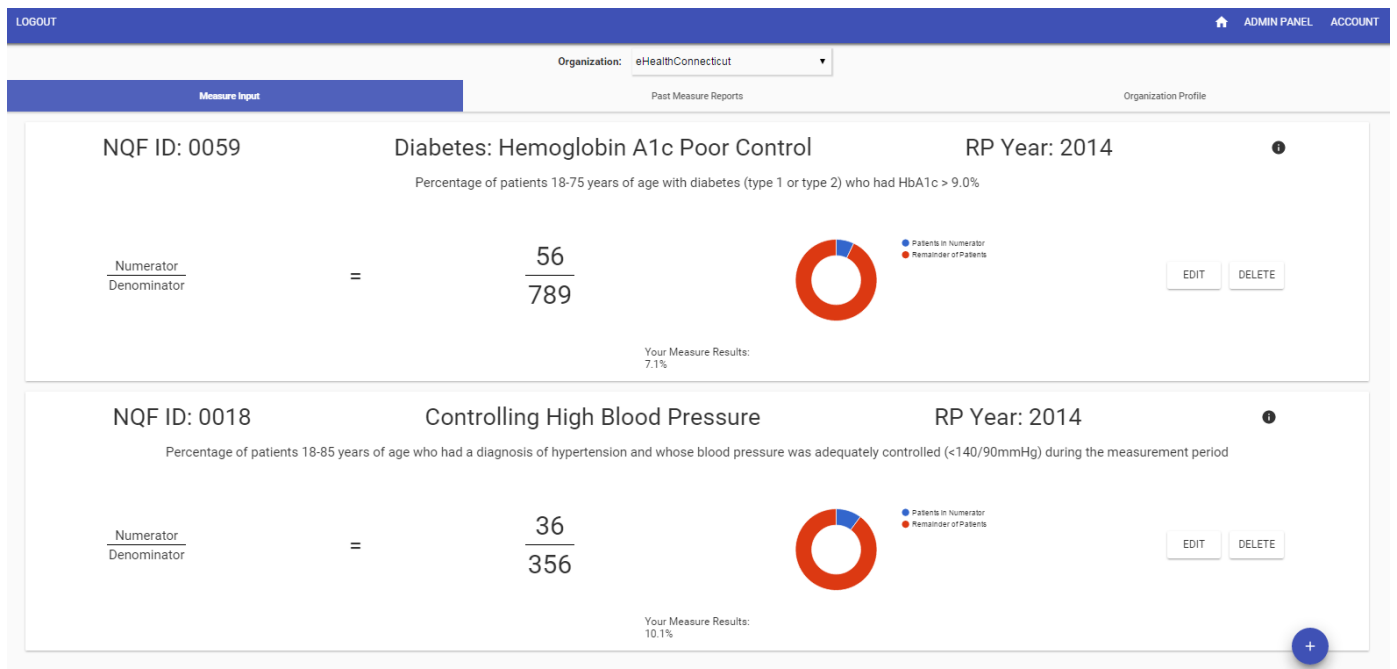 LOGOUT ADMIN PANEL ACCOUNT
Organization: eHealthConnecticut
Measure Input Past Measure Reports Organization Profile
NQF ID: 0059 Diabetes: Hemoglobin A1c Poor Control RP Year: 2014
Percentage of patients 18-75 years of age with diabetes (type 1 or type 2) who had HbA1c > 9.0%
Patients in Numerator
Remainder of Patients
Numerator
Denominator
=
56
789
EDIT DELETE
Your Measure Results:
7.1%
NQF ID: 0018 Controlling High Blood Pressure RP Year: 2014
Percentage of patients 18-85 years of age who had a diagnosis of hypertension and whose blood pressure was adequately controlled (<140/90mmHg) during the measurement period
Patients in Numerator
Remainder of Patients
Numerator
Denominator
=
36
356
EDIT DELETE
Your Measure Results:
10.1%
+